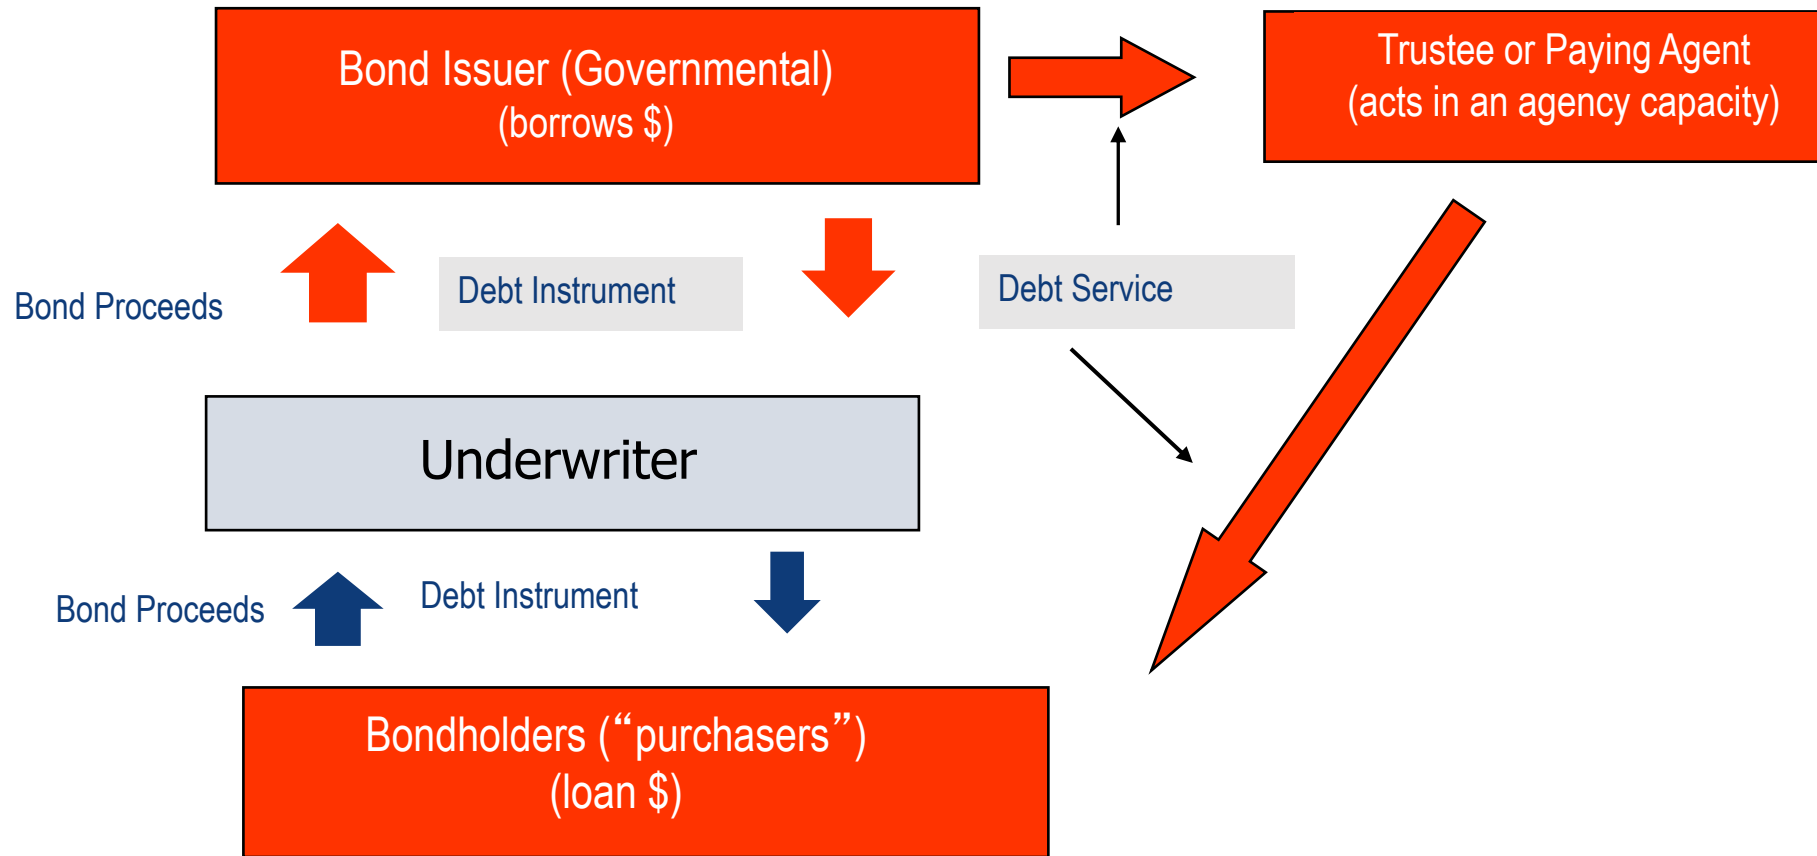 Bond Issuer (Governmental)
(borrows $)
Trustee or Paying Agent
(acts in an agency capacity)
Bond Proceeds
Debt Instrument
Debt Service
Underwriter
Bond Proceeds
Debt Instrument
Bondholders (“purchasers”)
(loan $)